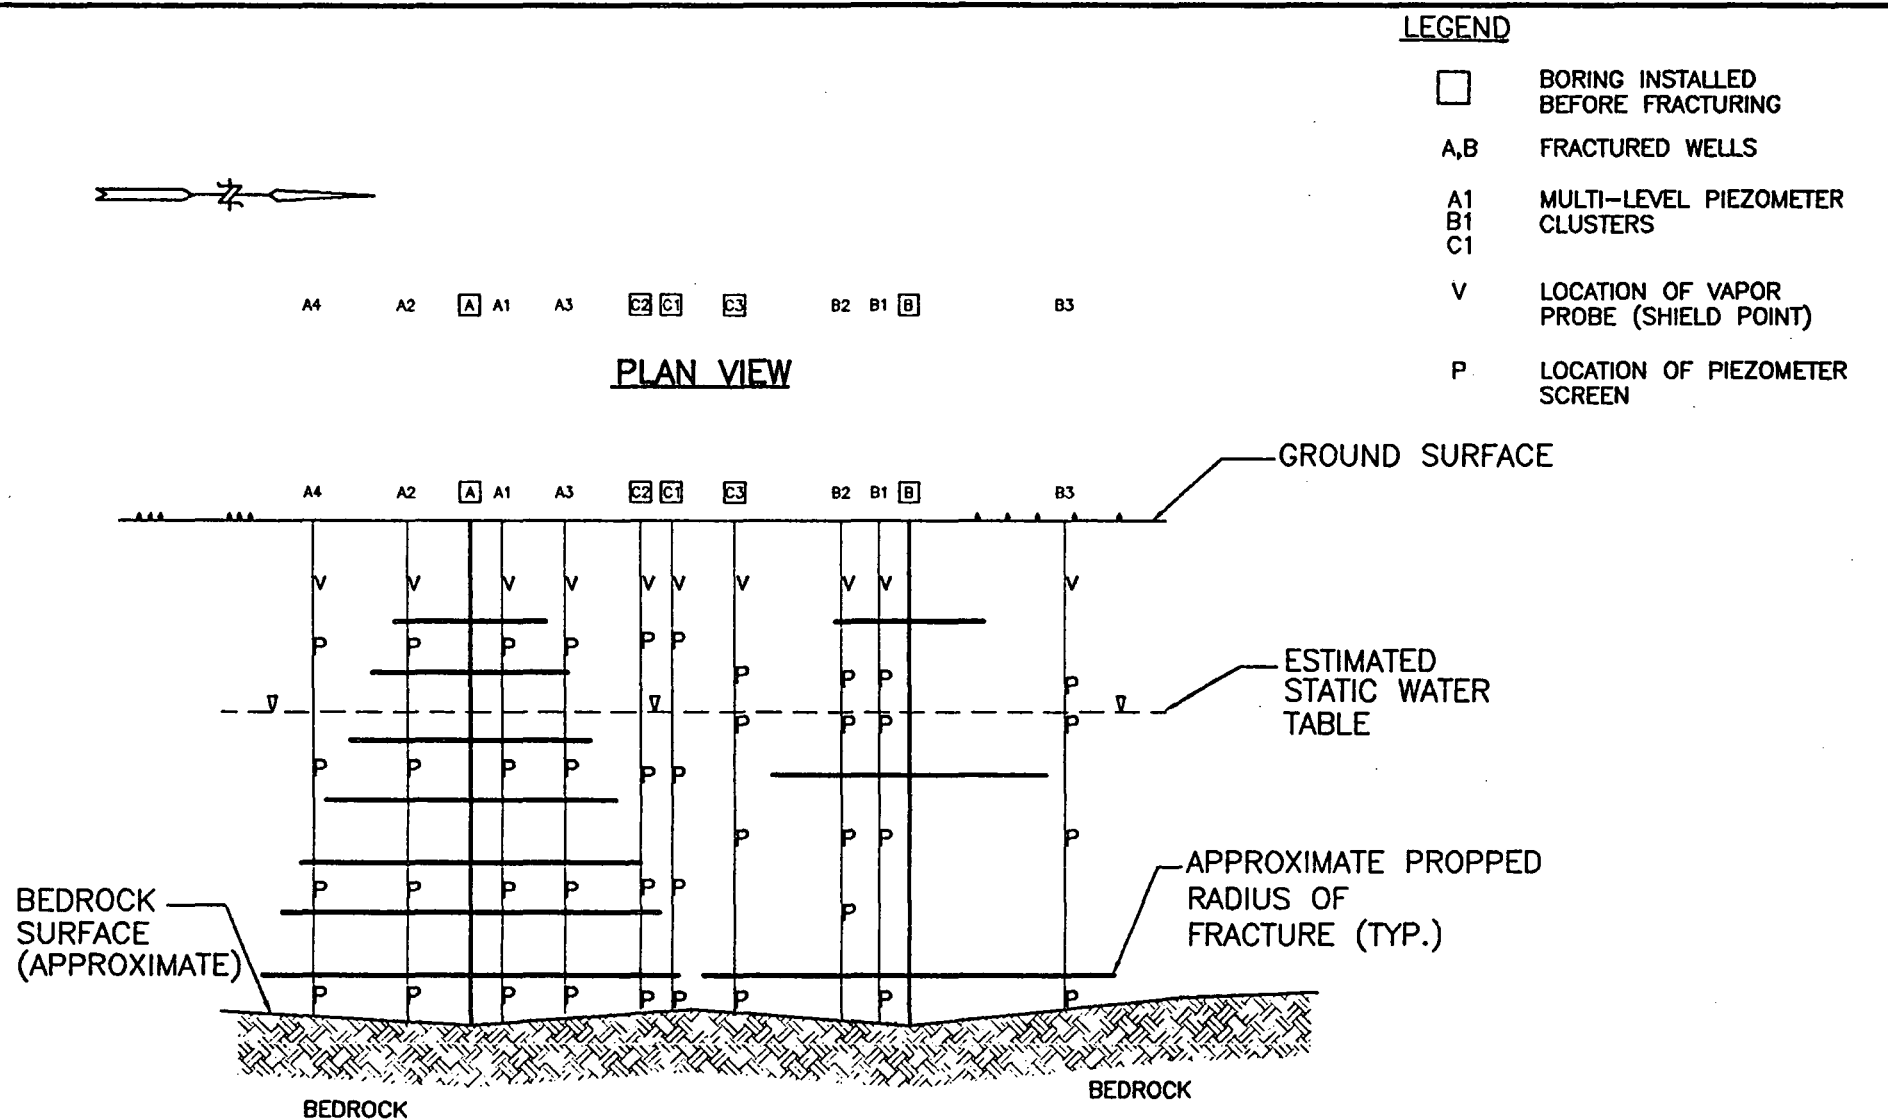 LEGEND
BORING INSTALLED
BEFORE FRACTURING
A,B FRACTURED WELLS
A1 MULTI-LEVEL PIEZOMETER
B1 CLUSTERS
C1
V LOCATION OF VAPOR
PROBE (SHIELD POINT)
P LOCATION OF PIEZOMETER
SCREEN
A4 A2 A A1 A3 C2 C1 C3 B2 B1 B B3
PLAN VIEW
GROUND SURFACE
A4 A2 A A1 A3 C2 C1 C3 B2 B1 B B3
V V V V V V V V V V
P P
P P P P
P P P P
ESTIMATED
STATIC WATER
TABLE
P P P P
P P P P P P
P P P P
APPROXIMATE PROPPED
RADIUS OF
FRACTURE (TYP.)
P P P P P P
P
BEDROCK
SURFACE
(APPROXIMATE)
P P P P P P P P P
BEDROCK
BEDROCK